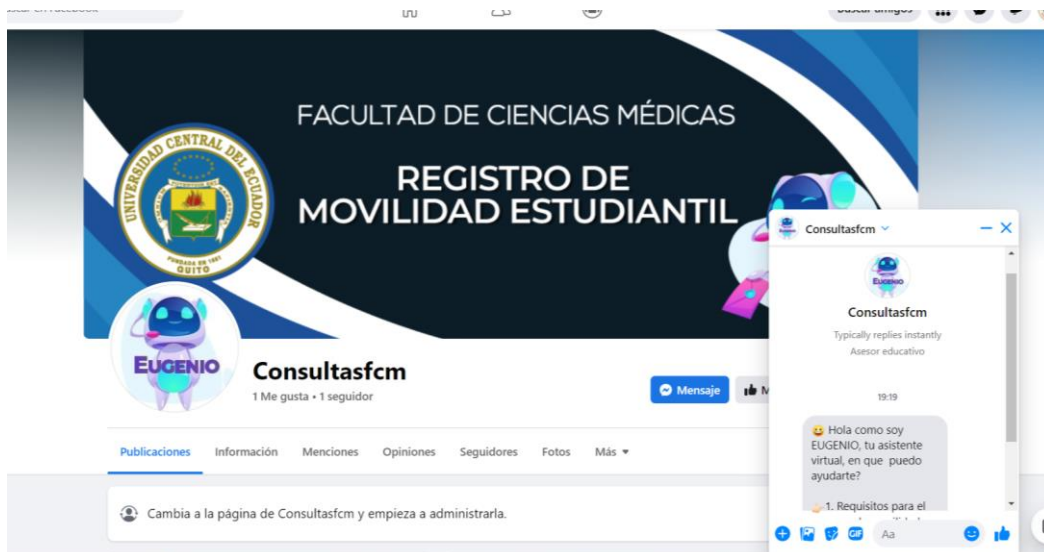 Buscar amigos
FACULTAD DE CIENCIAS MÉDICAS
REGISTRO DE
MOVILIDAD ESTUDIANTIL
UNIVERSIDAD CENTRAL DEL ECUADOR
QUITO
EUGENIO
Consultasfcm
1 Me gusta • 1 seguidor
Mensaje
M
Publicaciones
Información
Menciones
Opiniones
Seguidores
Fotos
Más
Cambia a la página de Consultasfcm y empieza a administrarla.
Consultasfcm
EUGENIO
Consultasfcm
Typically replies instantly
Asesor educativo
19:19
Hola como soy
EUGENIO, tu asistente
virtual, en que puedo
ayudarte?
1. Requisitos para el
GIF
Aa